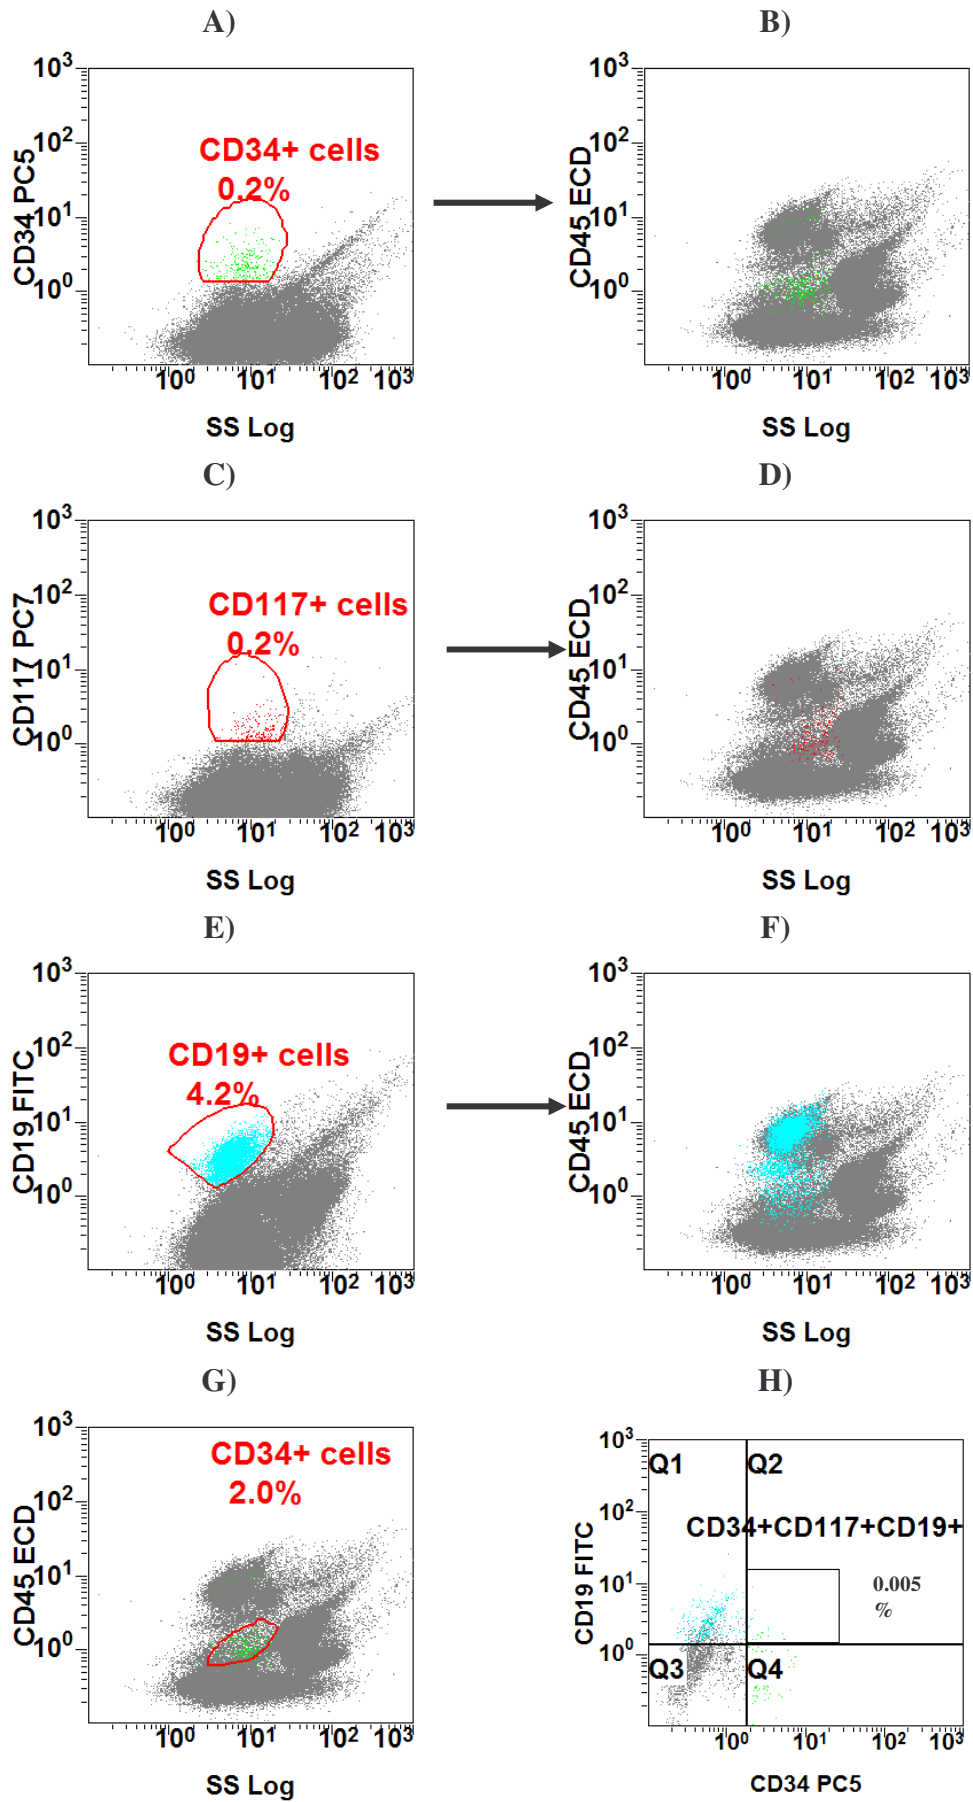 A)
B)
10³
10²
10¹
10⁰
CD34 PC5
CD34+ cells
0.2%
10⁰ 10¹ 10² 10³
SS Log
10³
10²
10¹
10⁰
CD45 ECD
10⁰ 10¹ 10² 10³
SS Log
C)
D)
10³
10²
10¹
10⁰
CD117 PC7
CD117+ cells
0.2%
10⁰ 10¹ 10² 10³
SS Log
10³
10²
10¹
10⁰
CD45 ECD
10⁰ 10¹ 10² 10³
SS Log
E)
F)
10³
10²
10¹
10⁰
CD19 FITC
CD19+ cells
4.2%
10⁰ 10¹ 10² 10³
SS Log
10³
10²
10¹
10⁰
CD45 ECD
10⁰ 10¹ 10² 10³
SS Log
G)
H)
10³
10²
10¹
10⁰
CD45 ECD
CD34+ cells
2.0%
10⁰ 10¹ 10² 10³
SS Log
10³
10²
10¹
10⁰
CD19 FITC
Q1 Q2
CD34+CD117+CD19+
0.005
%
Q3 Q4
10⁰ 10¹ 10² 10³
CD34 PC5